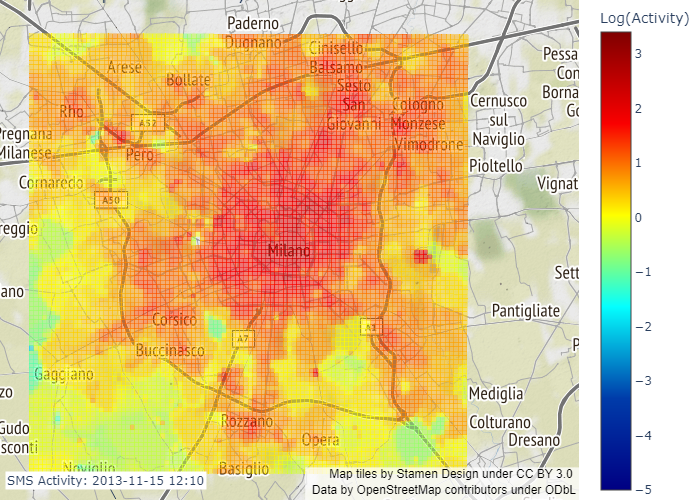 Log(Activity)
Paderno
Dugnano
Cinisello
Balsamo
Arese
Bollate
Sesto
San
Giovanni
Pessa
Con
Borna
Go
Rho
A52
Cologno
Monzese
Cernusco
sul
Naviglio
Pregnana
Milanese
Pero
Vimodrone
Pioltello
Cornaredo
A50
Vignat
reggio
Milano
Sett
ano
Pantigliate
Corsico
A7
A1
Buccinasco
P
Gaggiano
zo
Mediglia
Gudo
sconti
Rozzano
Opera
Colturano
Dresano
Noviglio
Basiglio
SMS Activity: 2013-11-15 12:10
Map tiles by Stamen Design under CC BY 3.0
Data by OpenStreetMap contributors under ODbL
3
2
1
0
−1
−2
−3
−4
−5